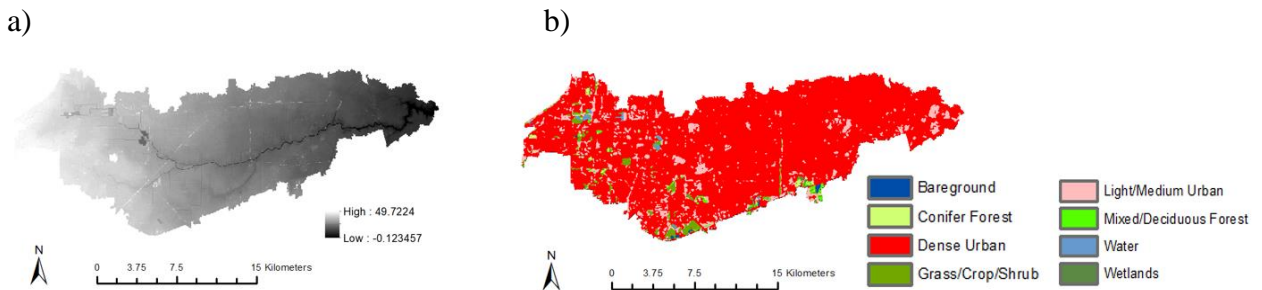 a)
b)
High : 49.7224
Low : -0.123457
N
0 3.75 7.5 15 Kilometers
N
0 3.75 7.5 15 Kilometers
Bareground
Conifer Forest
Dense Urban
Grass/Crop/Shrub
Light/Medium Urban
Mixed/Deciduous Forest
Water
Wetlands